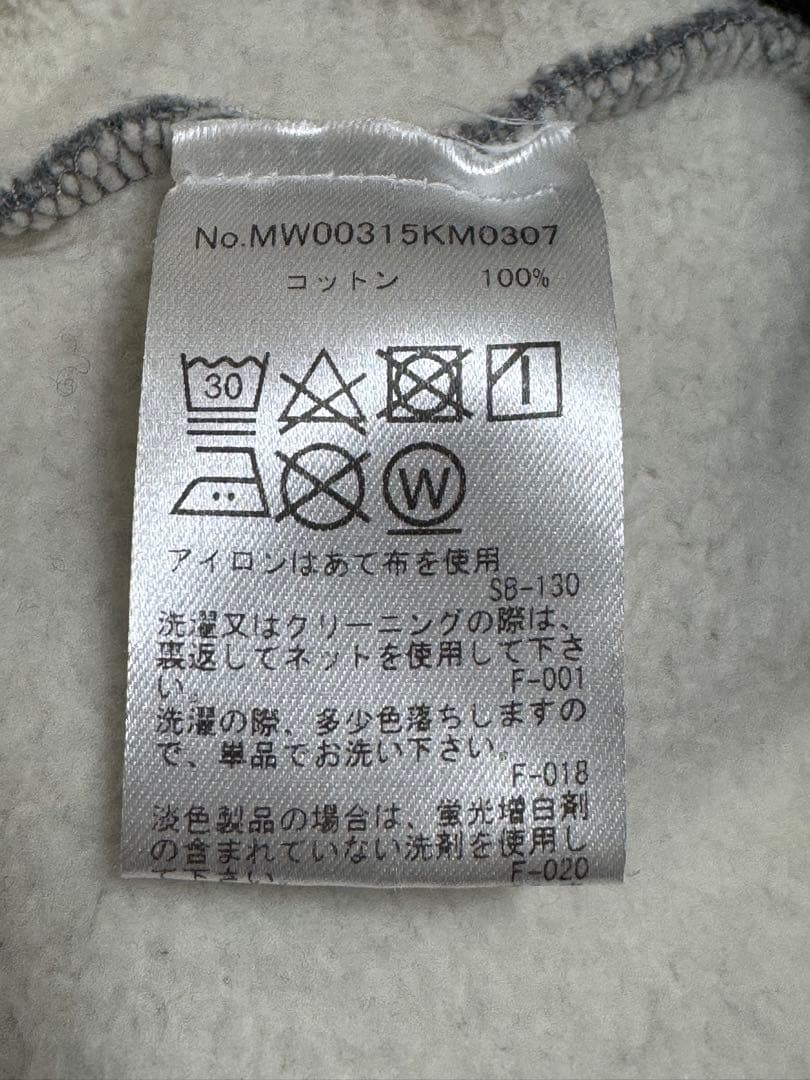 No.MW00315KM0307
コットン 100%
30
W
アイロンはあて布を使用
SB-130
洗濯又はクリーニングの際は、
裏返してネットを使用して下さ
い。 F-001
洗濯の際、多少色落ちしますの
で、単品でお洗い下さい。
F-018
淡色製品の場合は、蛍光増白剤
の含まれていない洗剤を使用し
て下さい。 F-020